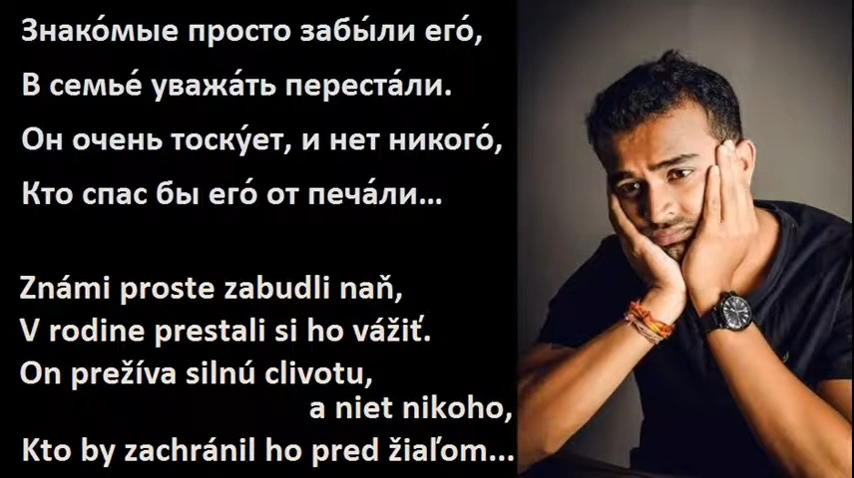 Знако́мые просто забы́ли его́,
В семье́ уважа́ть переста́ли.
Он очень тоску́ет, и нет никого́,
Кто спас бы его́ от печа́ли...
Známi proste zabudli naň,
V rodine prestali si ho vážiť.
On prežíva silnú clivotu,
a niet nikoho,
Kto by zachránil ho pred žiaľom...